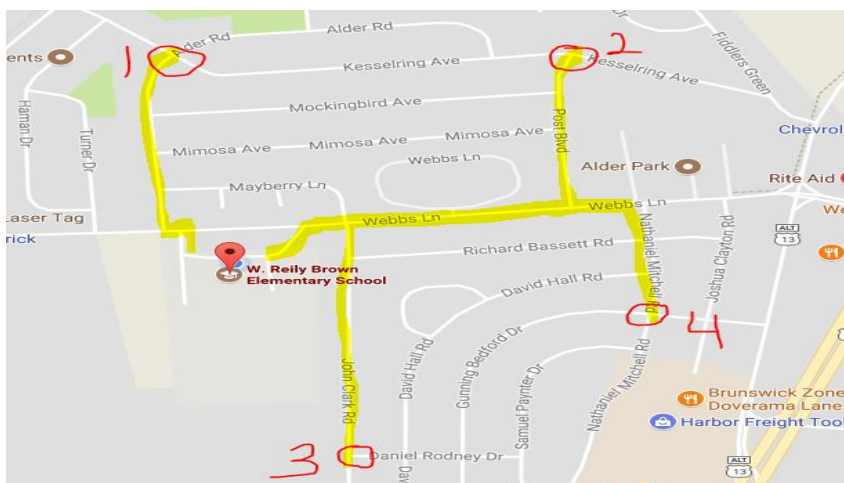 Alder Rd
Alder Rd
Dr
Fiddlers Green
1
2
ents
Kesselring Ave
Kesselring Ave
Haman Dr
Turner Dr
Mockingbird Ave
Post Blvd
Chevrol
Mimosa Ave
Mimosa Ave
Mimosa Ave
Webbs Ln
Alder Park
Rite Aid
Mayberry Ln
Laser Tag
Webbs Ln
Webbs Ln
We
rick
ALT
13
Richard Bassett Rd
Nathaniel Mitchell Rd
Joshua Clayton Rd
W. Reily Brown
Elementary School
David Hall Rd
4
David Hall Rd
Gunning Bedford Dr
Samuel Paynter Dr
Nathaniel Mitchell Rd
John Clark Rd
Brunswick Zone
Doverama Lanes
Harbor Freight Tool
3
Daniel Rodney Dr
Dav
ALT
13